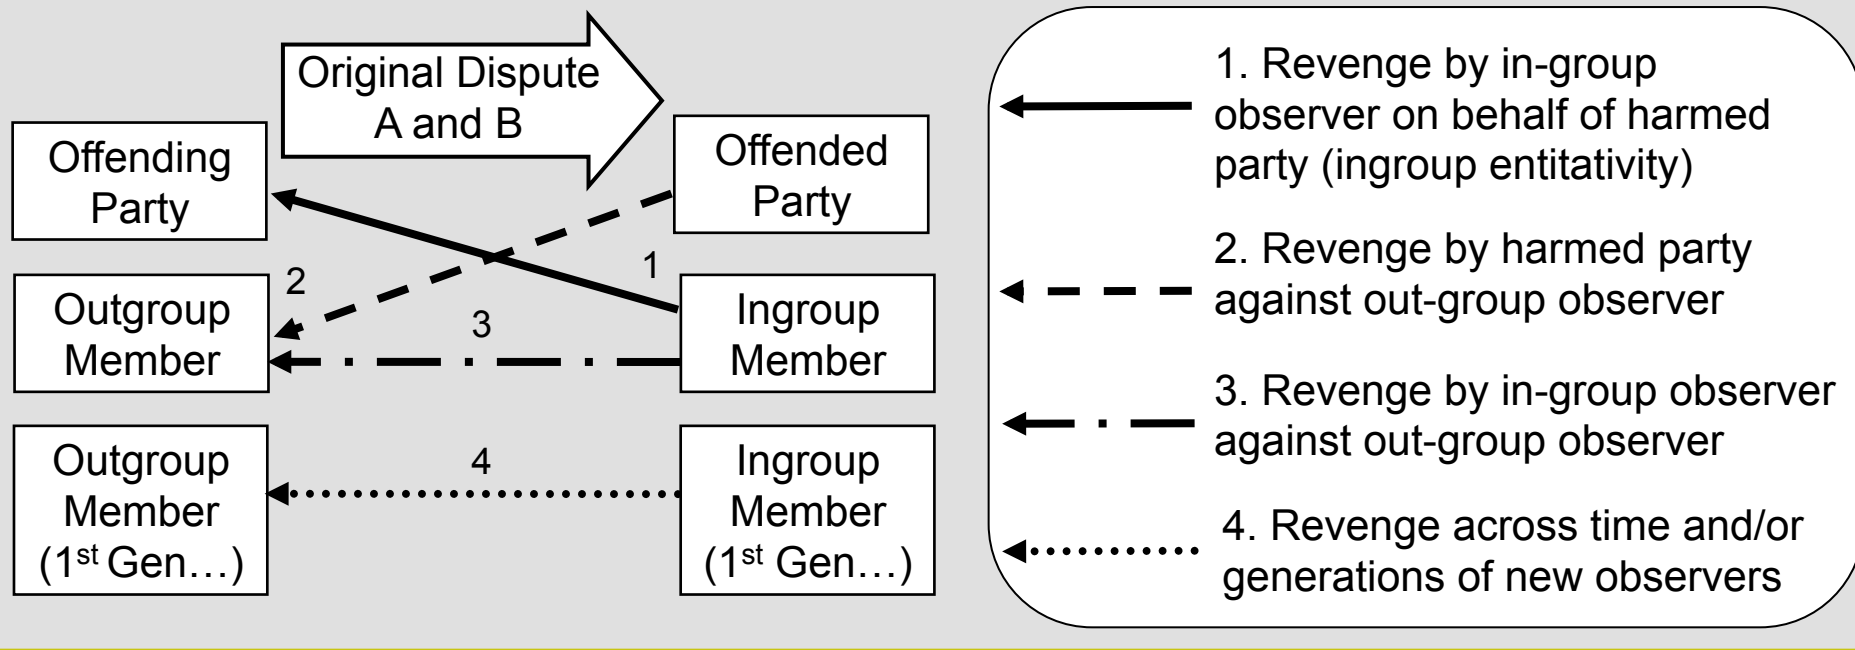 Original Dispute
A and B
Offending
Party
Offended
Party
1
2
Outgroup
Member
3
Ingroup
Member
Outgroup
Member
(1st Gen…)
4
Ingroup
Member
(1st Gen…)
1. Revenge by in-group
observer on behalf of harmed
party (ingroup entitativity)
2. Revenge by harmed party
against out-group observer
3. Revenge by in-group observer
against out-group observer
4. Revenge across time and/or
generations of new observers